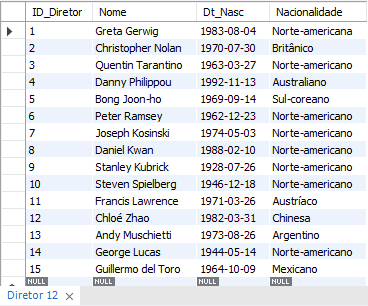 ID_Diretor Nome Dt_Nasc Nacionalidade
1 Greta Gerwig 1983-08-04 Norte-americana
2 Christopher Nolan 1970-07-30 Britânico
3 Quentin Tarantino 1963-03-27 Norte-americano
4 Danny Philippou 1992-11-13 Australiano
5 Bong Joon-ho 1969-09-14 Sul-coreano
6 Peter Ramsey 1962-12-23 Norte-americano
7 Joseph Kosinski 1974-05-03 Norte-americano
8 Daniel Kwan 1988-02-10 Norte-americano
9 Stanley Kubrick 1928-07-26 Norte-americano
10 Steven Spielberg 1946-12-18 Norte-americano
11 Francis Lawrence 1971-03-26 Austríaco
12 Chloé Zhao 1982-03-31 Chinesa
13 Andy Muschietti 1973-08-26 Argentino
14 George Lucas 1944-05-14 Norte-americano
15 Guillermo del Toro 1964-10-09 Mexicano
NULL NULL NULL NULL
Diretor 12